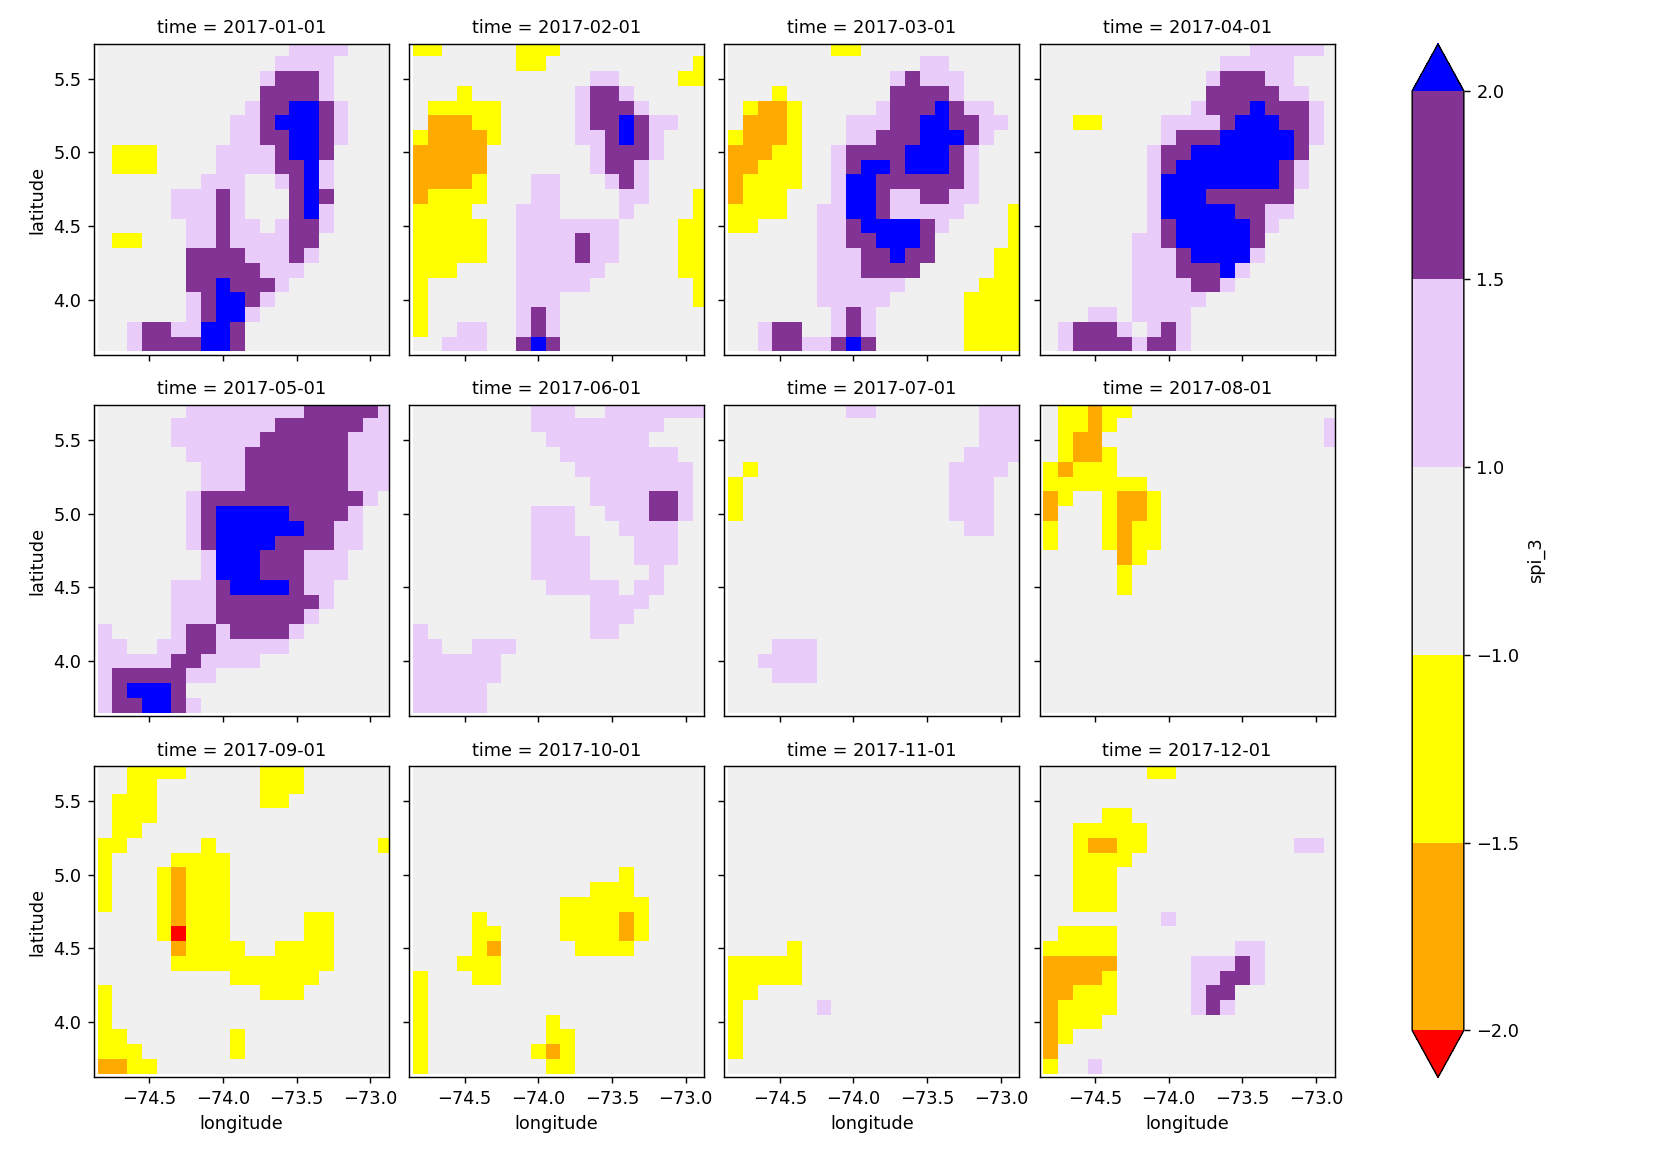 time = 2017-01-01
time = 2017-02-01
time = 2017-03-01
time = 2017-04-01
5.5
5.0
4.5
4.0
latitude
time = 2017-05-01
time = 2017-06-01
time = 2017-07-01
time = 2017-08-01
5.5
5.0
4.5
4.0
latitude
time = 2017-09-01
time = 2017-10-01
time = 2017-11-01
time = 2017-12-01
5.5
5.0
4.5
4.0
latitude
−74.5 −74.0 −73.5 −73.0
−74.5 −74.0 −73.5 −73.0
−74.5 −74.0 −73.5 −73.0
−74.5 −74.0 −73.5 −73.0
longitude
longitude
longitude
longitude
2.0
1.5
1.0
−1.0
−1.5
−2.0
spi_3